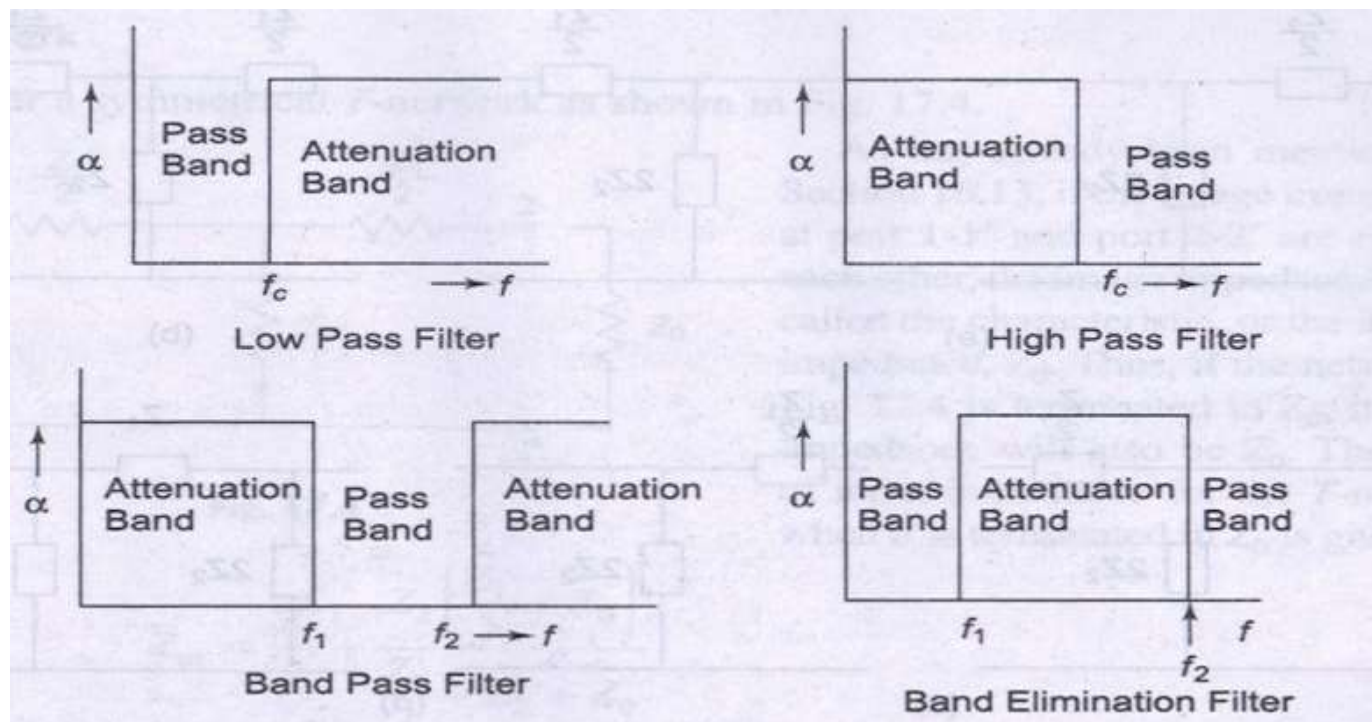 α
Pass
Band
Attenuation
Band
f_c → f
Low Pass Filter
α
Attenuation
Band
Pass
Band
f_c → f
High Pass Filter
α
Attenuation
Band
Pass
Band
Attenuation
Band
f_1 f_2 → f
Band Pass Filter
α
Pass
Band
Attenuation
Band
Pass
Band
f_1 f
f_2
Band Elimination Filter